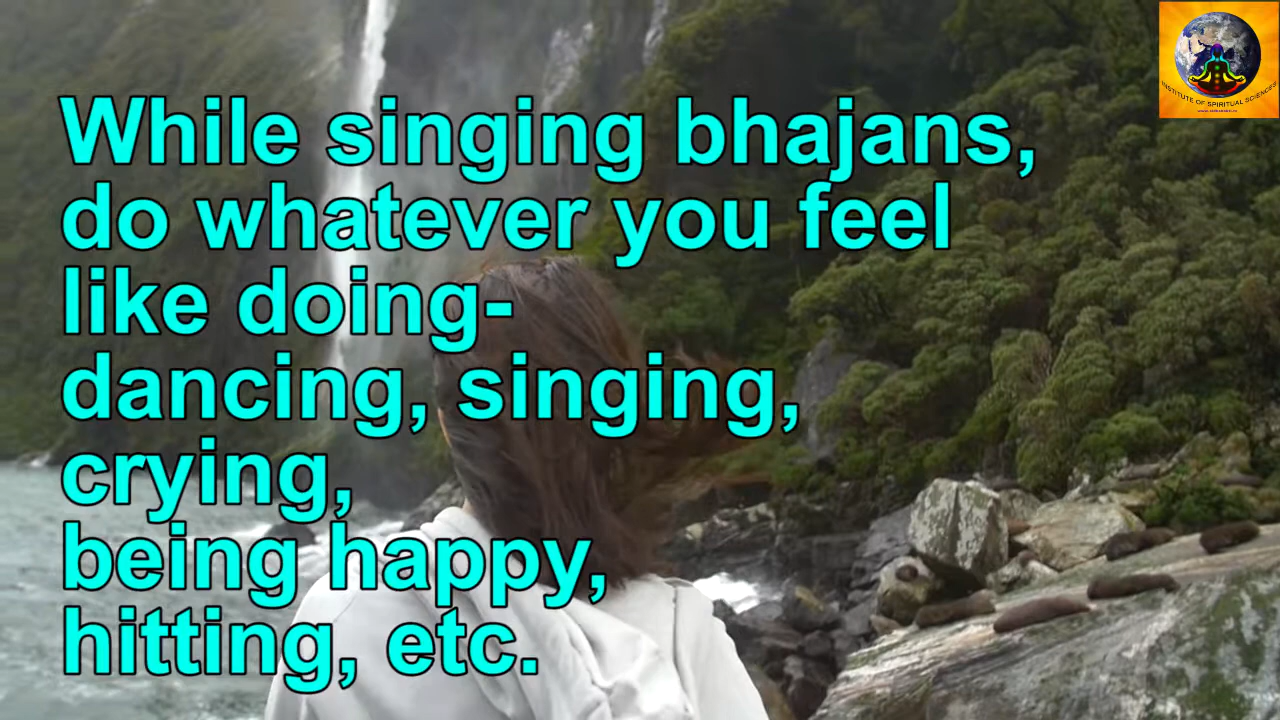 While singing bhajans,
do whatever you feel
like doing-
dancing, singing,
crying,
being happy,
hitting, etc.
INSTITUTE OF SPIRITUAL SCIENCES